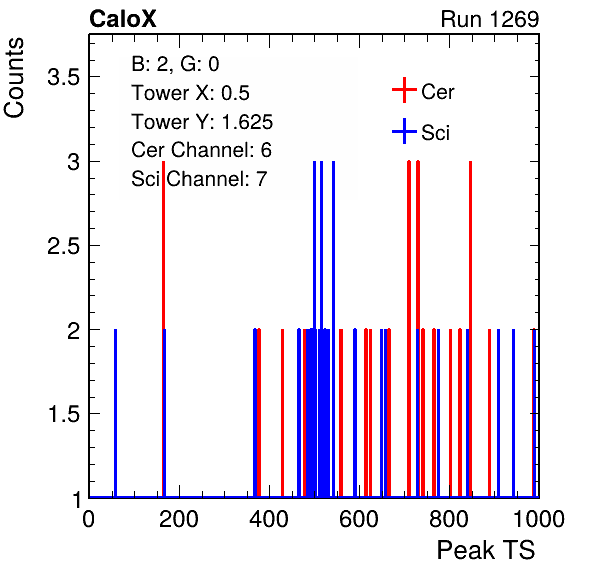 CaloX Run 1269
Counts
B: 2, G: 0
Tower X: 0.5
Tower Y: 1.625
Cer Channel: 6
Sci Channel: 7
Cer
Sci
3.5
3
2.5
2
1.5
1
0 200 400 600 800 1000
Peak TS